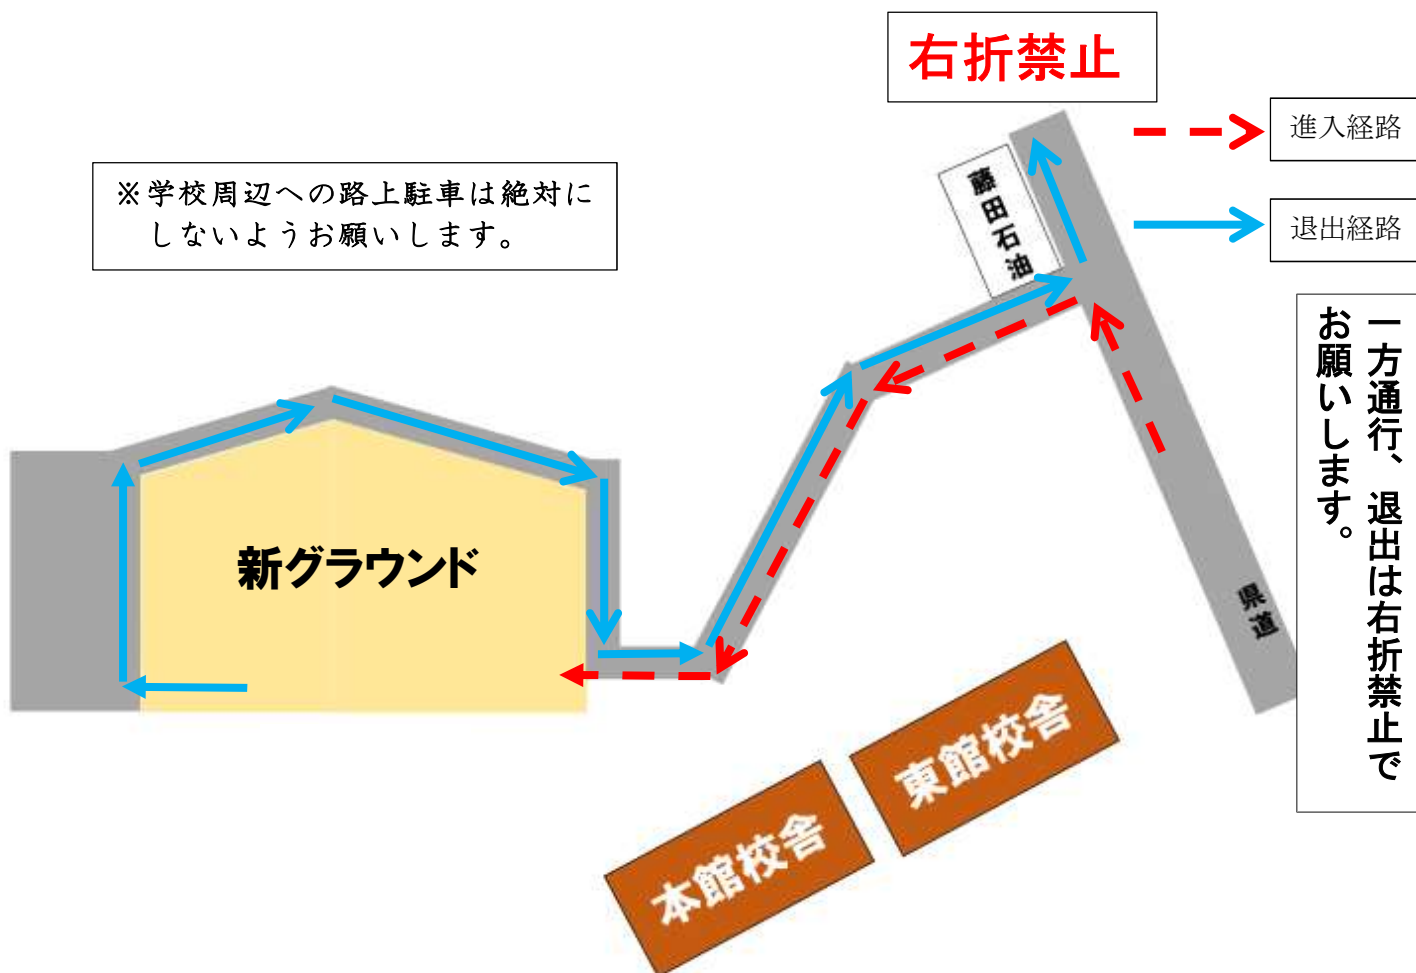 右折禁止
進入経路
※学校周辺への路上駐車は絶対に
しないようお願いします。
藤田石油
退出経路
一方通行、退出は右折禁止で
お願いします。
新グラウンド
県道
東館校舎
本館校舎